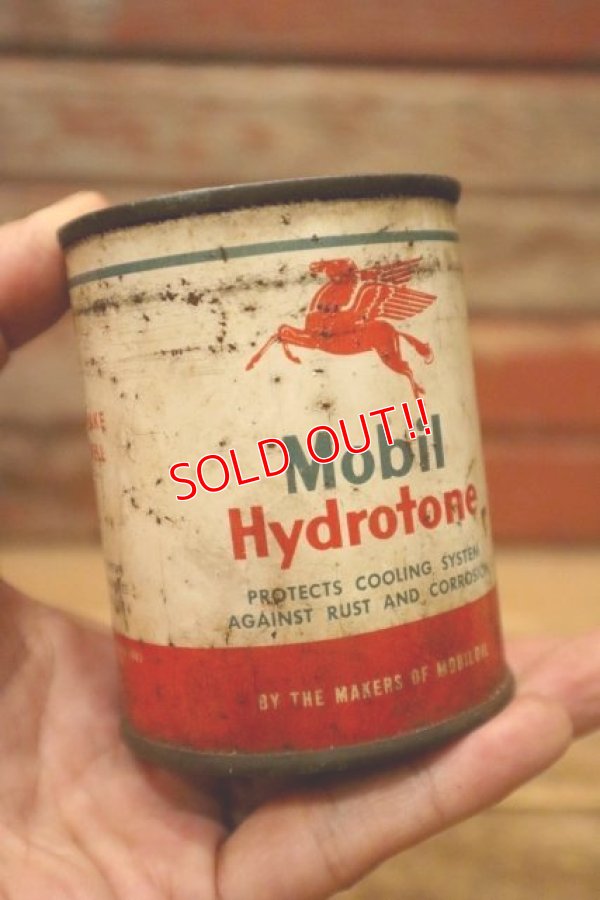 SOLD OUT!!
Mobil
Hydrotone
PROTECTS COOLING SYSTEM
AGAINST RUST AND CORROSION
BY THE MAKERS OF MOBILOIL